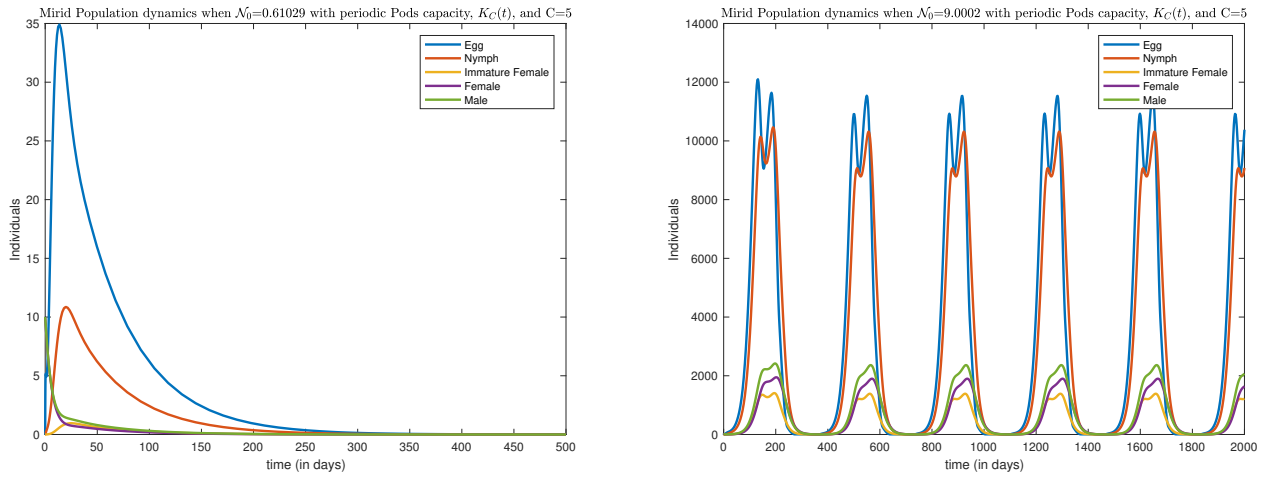 Mirid Population dynamics when 𝒩₀=0.61029 with periodic Pods capacity, K_C(t), and C=5
35
30
25
20
15
10
5
0
Individuals
Egg
Nymph
Immature Female
Female
Male
0 50 100 150 200 250 300 350 400 450 500
time (in days)
Mirid Population dynamics when 𝒩₀=9.0002 with periodic Pods capacity, K_C(t), and C=5
14000
12000
10000
8000
6000
4000
2000
0
Individuals
Egg
Nymph
Immature Female
Female
Male
0 200 400 600 800 1000 1200 1400 1600 1800 2000
time (in days)